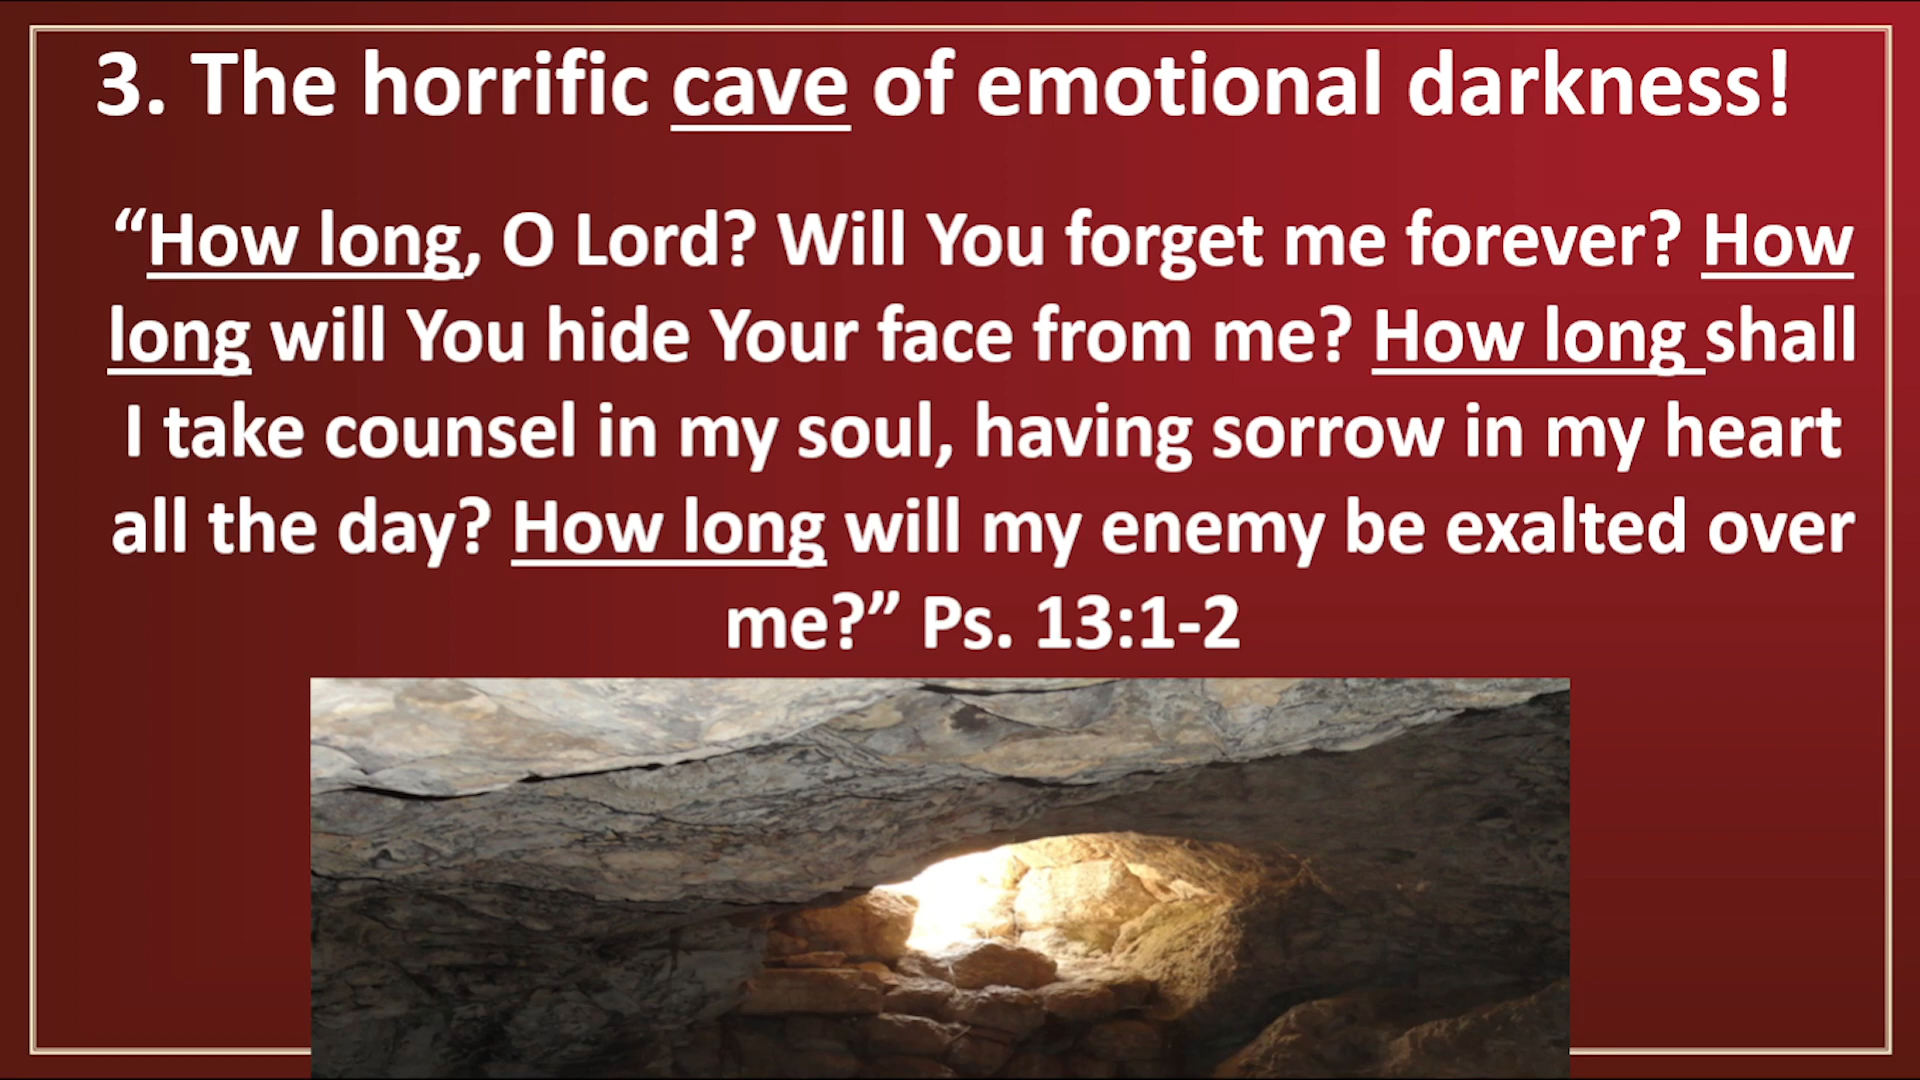 3. The horrific cave of emotional darkness!
“How long, O Lord? Will You forget me forever? How
long will You hide Your face from me? How long shall
I take counsel in my soul, having sorrow in my heart
all the day? How long will my enemy be exalted over
me?” Ps. 13:1-2